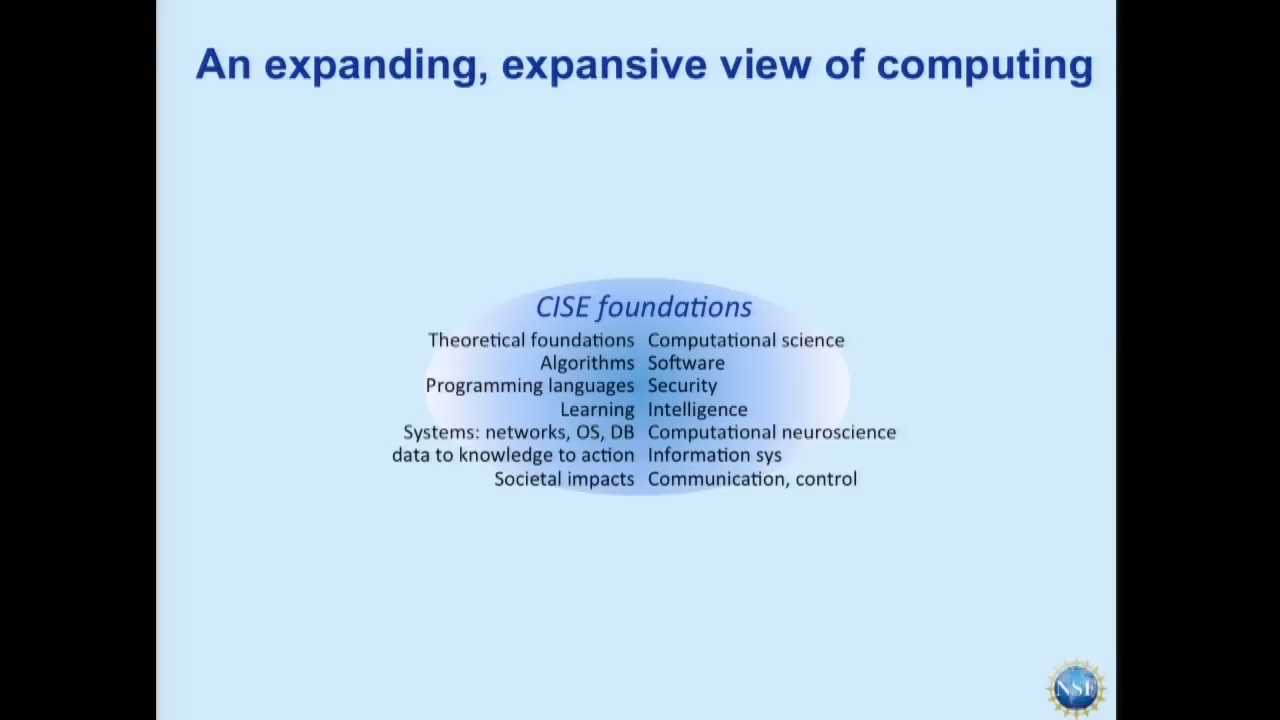 An expanding, expansive view of computing
CISE foundations
Theoretical foundations Computational science
Algorithms Software
Programming languages Security
Learning Intelligence
Systems: networks, OS, DB Computational neuroscience
data to knowledge to action Information sys
Societal impacts Communication, control
NSF